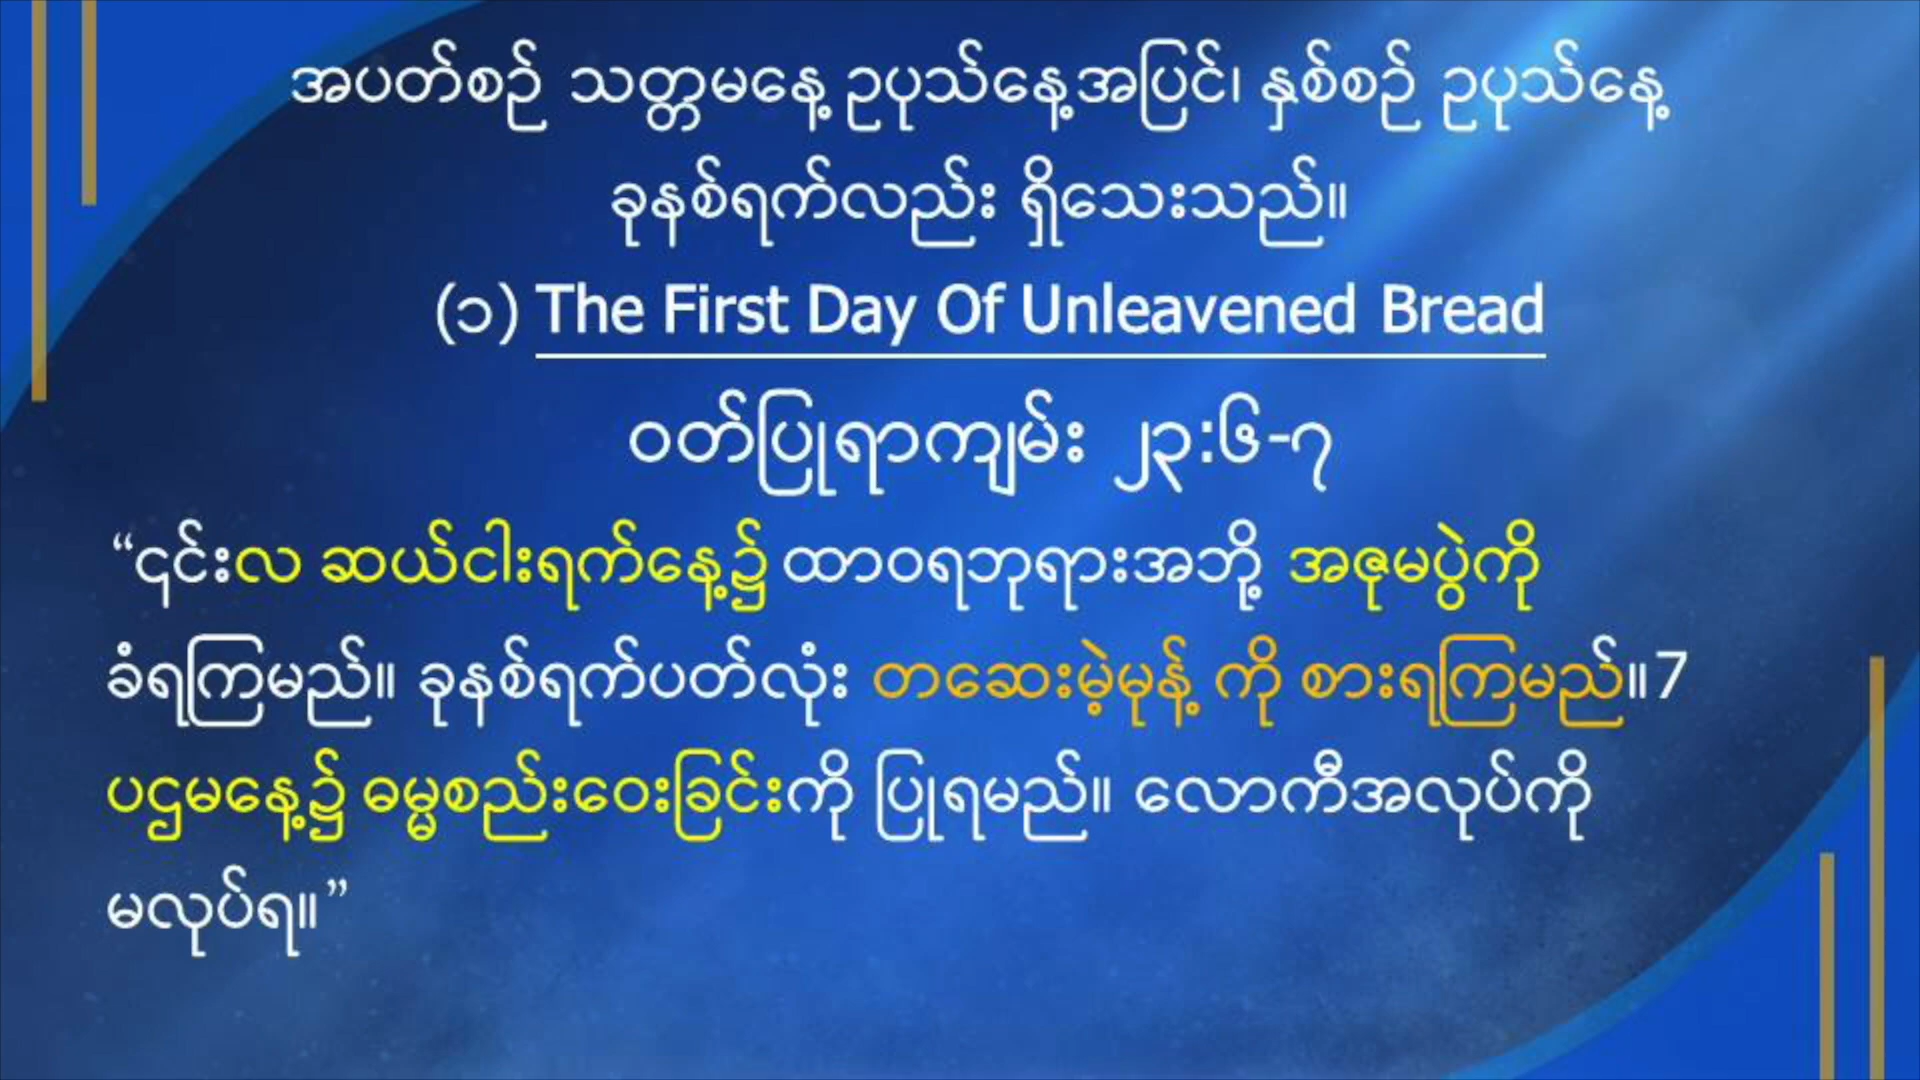 အပတ်စဉ် သတ္တမနေ့ ဥပုသ်နေ့အပြင်၊ နှစ်စဉ် ဥပုသ်နေ့
ခုနစ်ရက်လည်း ရှိသေးသည်။
(၁) The First Day Of Unleavened Bread
ဝတ်ပြုရာကျမ်း ၂၃:၆-၇
“၎င်းလ ဆယ်ငါးရက်နေ့၌ ထာဝရဘုရားအဘို့ အဇုမပွဲကို
ခံရကြမည်။ ခုနစ်ရက်ပတ်လုံး တဆေးမဲ့မုန့် ကို စားရကြမည်။7
ပဌမနေ့၌ ဓမ္မစည်းဝေးခြင်းကို ပြုရမည်။ လောကီအလုပ်ကို
မလုပ်ရ။”